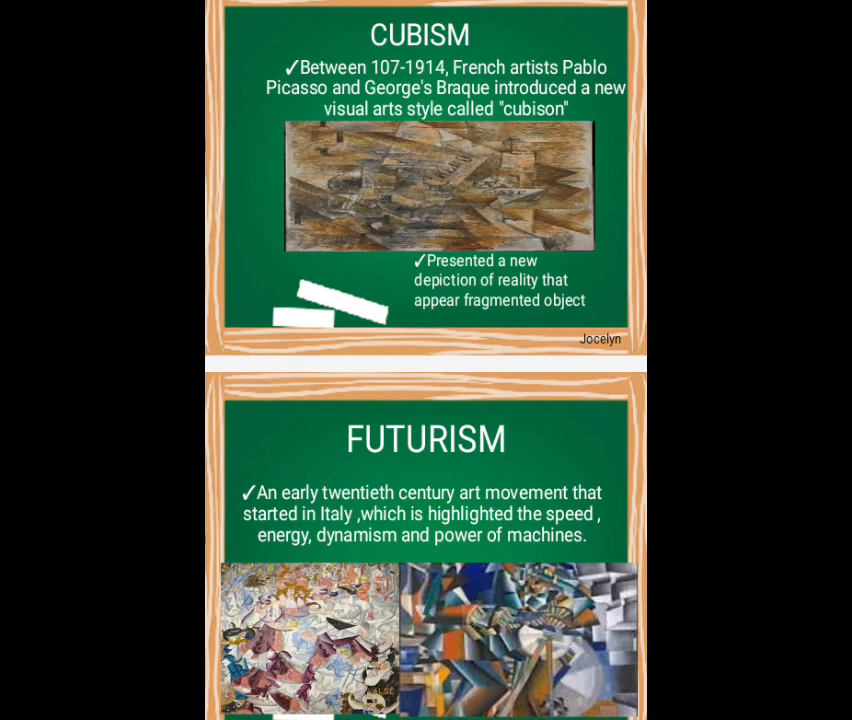 CUBISM
✓Between 107-1914, French artists Pablo
Picasso and George's Braque introduced a new
visual arts style called "cubison"
✓Presented a new
depiction of reality that
appear fragmented object
Jocelyn
FUTURISM
✓An early twentieth century art movement that
started in Italy ,which is highlighted the speed ,
energy, dynamism and power of machines.
VALSE